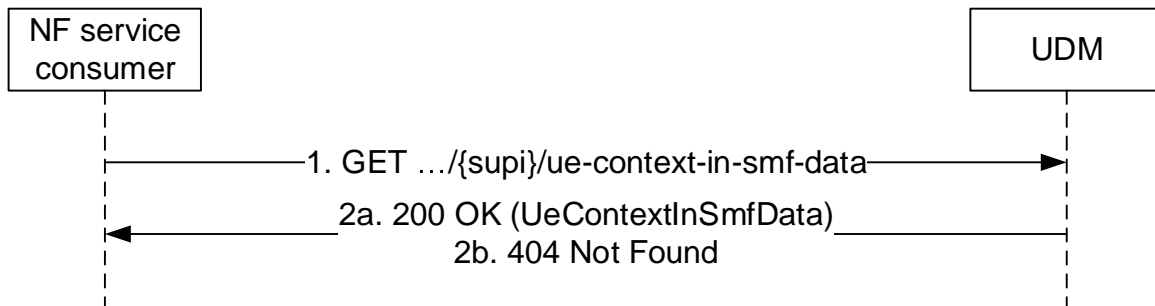 NF service
consumer
UDM
1. GET …/{supi}/ue-context-in-smf-data
2a. 200 OK (UeContextInSmfData)
2b. 404 Not Found